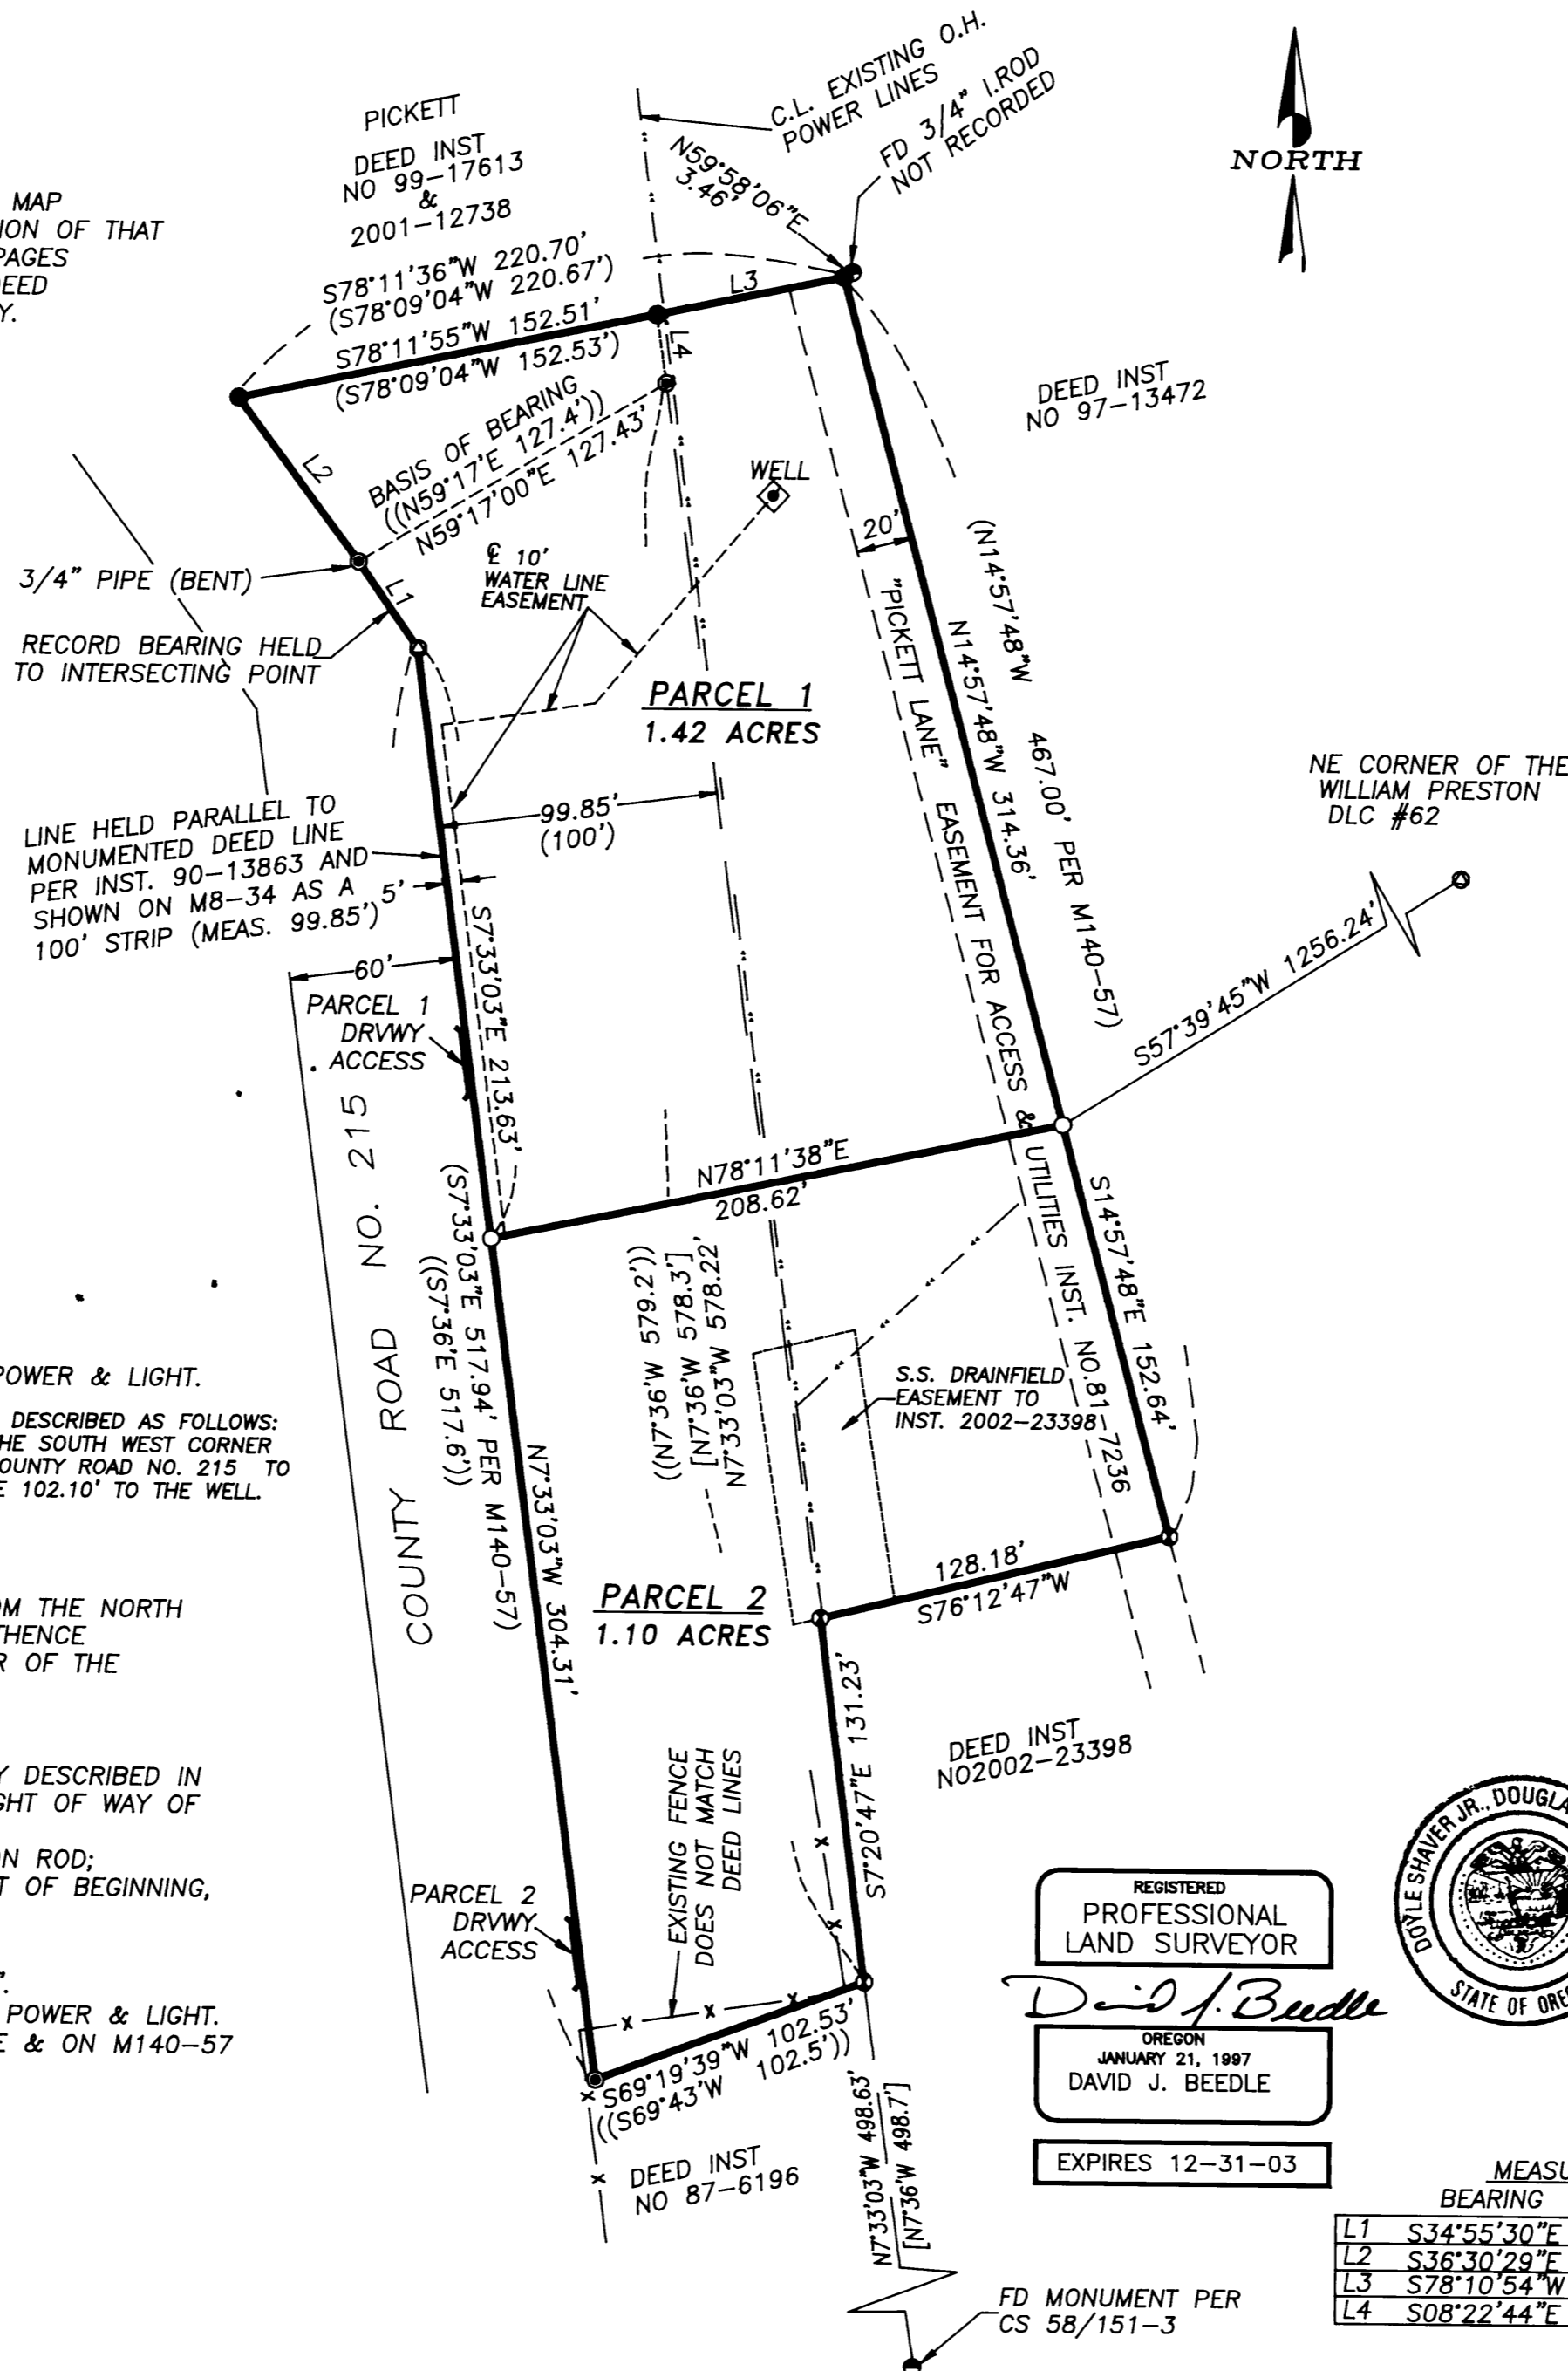 MAP
ION OF THAT
PAGES
DEED
Y.
PICKETT
DEED INST
NO 99-17613
&
2001-12738
C.L. EXISTING O.H.
POWER LINES
FD 3/4" I.ROD
NOT RECORDED
N59°58'06"E
3.46'
NORTH
S78°11'36"W 220.70'
(S78°09'04"W 220.67')
S78°11'55"W 152.51'
(S78°09'04"W 152.53')
L3
L4
L2
L1
BASIS OF BEARING
((N59°17'E 127.4'))
N59°17'00"E 127.43'
DEED INST
NO 97-13472
WELL
20'
℄ 10'
WATER LINE
EASEMENT
3/4" PIPE (BENT)
RECORD BEARING HELD
TO INTERSECTING POINT
PARCEL 1
1.42 ACRES
"PICKETT LANE" EASEMENT FOR ACCESS & UTILITIES INST. NO.81-7236
(N14°57'48"W 467.00' PER M140-57)
N14°57'48"W 314.36'
NE CORNER OF THE
WILLIAM PRESTON
DLC #62
S57°39'45"W 1256.24'
LINE HELD PARALLEL TO
MONUMENTED DEED LINE
PER INST. 90-13863 AND
SHOWN ON M8-34 AS A
100' STRIP (MEAS. 99.85')
99.85'
(100')
5'
60'
S7°33'03"E 213.63'
PARCEL 1
DRVWY
ACCESS
COUNTY ROAD NO. 215
N78°11'38"E
208.62'
(S7°33'03"E 517.94' PER M140-57)
((S7°36'E 517.6'))
N7°33'03"W 304.31'
((N7°36'W 579.2'))
[N7°36'W 578.3']
N7°33'03"W 578.22'
S14°57'48"E 152.64'
S.S. DRAINFIELD
EASEMENT TO
INST. 2002-23398
POWER & LIGHT.
DESCRIBED AS FOLLOWS:
HE SOUTH WEST CORNER
OUNTY ROAD NO. 215 TO
E 102.10' TO THE WELL.
128.18'
S76°12'47"W
PARCEL 2
1.10 ACRES
OM THE NORTH
THENCE
R OF THE
S7°20'47"E 131.23'
DEED INST
NO2002-23398
Y DESCRIBED IN
GHT OF WAY OF
ON ROD;
T OF BEGINNING,
EXISTING FENCE
DOES NOT MATCH
DEED LINES
PARCEL 2
DRVWY
ACCESS
".
POWER & LIGHT.
E & ON M140-57
S69°19'39"W 102.53'
((S69°43'W 102.5'))
DEED INST
NO 87-6196
N7°33'03"W 498.63'
[N7°36'W 498.7']
FD MONUMENT PER
CS 58/151-3
REGISTERED
PROFESSIONAL
LAND SURVEYOR
David J. Beedle
OREGON
JANUARY 21, 1997
DAVID J. BEEDLE
EXPIRES 12-31-03
DOYLE SHAVER JR., DOUGLA
STATE OF ORE
MEASU
BEARING
L1 S34°55'30"E
L2 S36°30'29"E
L3 S78°10'54"W
L4 S08°22'44"E